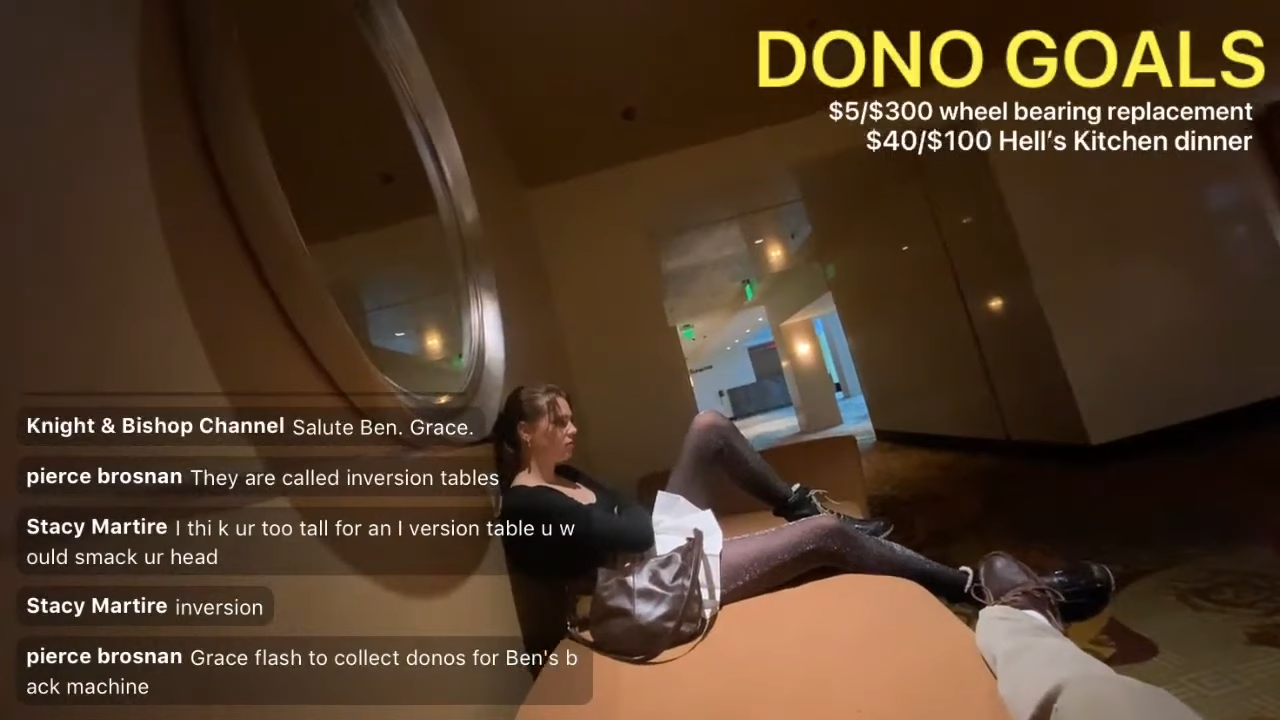 DONO GOALS
$5/$300 wheel bearing replacement
$40/$100 Hell's Kitchen dinner
Knight & Bishop Channel Salute Ben. Grace.
pierce brosnan They are called inversion tables
Stacy Martire I thi k ur too tall for an I version table u w
ould smack ur head
Stacy Martire inversion
pierce brosnan Grace flash to collect donos for Ben's b
ack machine